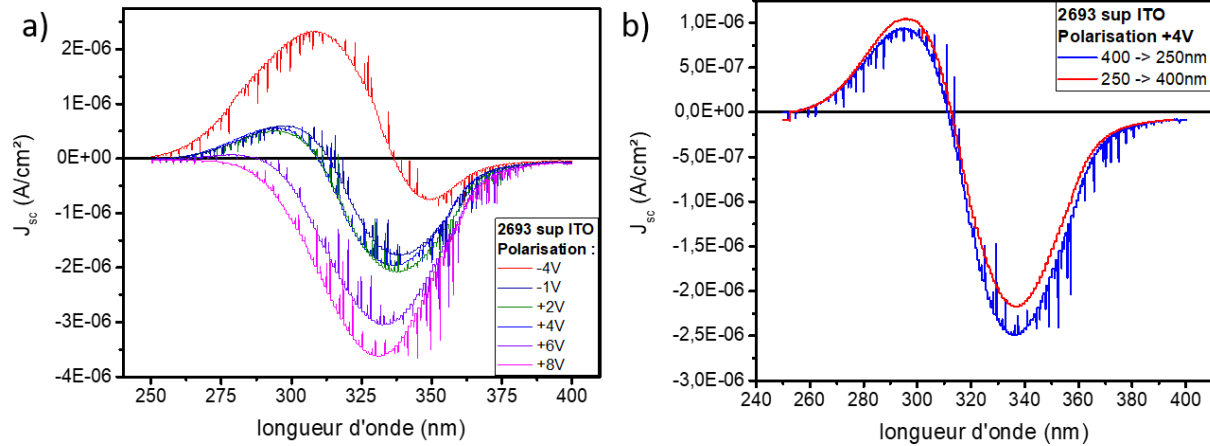 a)
2E-06
1E-06
0E+00
-1E-06
-2E-06
-3E-06
-4E-06
J_sc (A/cm²)
2693 sup ITO
Polarisation :
-4V
-1V
+2V
+4V
+6V
+8V
250 275 300 325 350 375 400
longueur d'onde (nm)
b)
1,0E-06
5,0E-07
0,0E+00
-5,0E-07
-1,0E-06
-1,5E-06
-2,0E-06
-2,5E-06
-3,0E-06
J_sc (A/cm²)
2693 sup ITO
Polarisation +4V
400 -> 250nm
250 -> 400nm
240 260 280 300 320 340 360 380 400
longueur d'onde (nm)